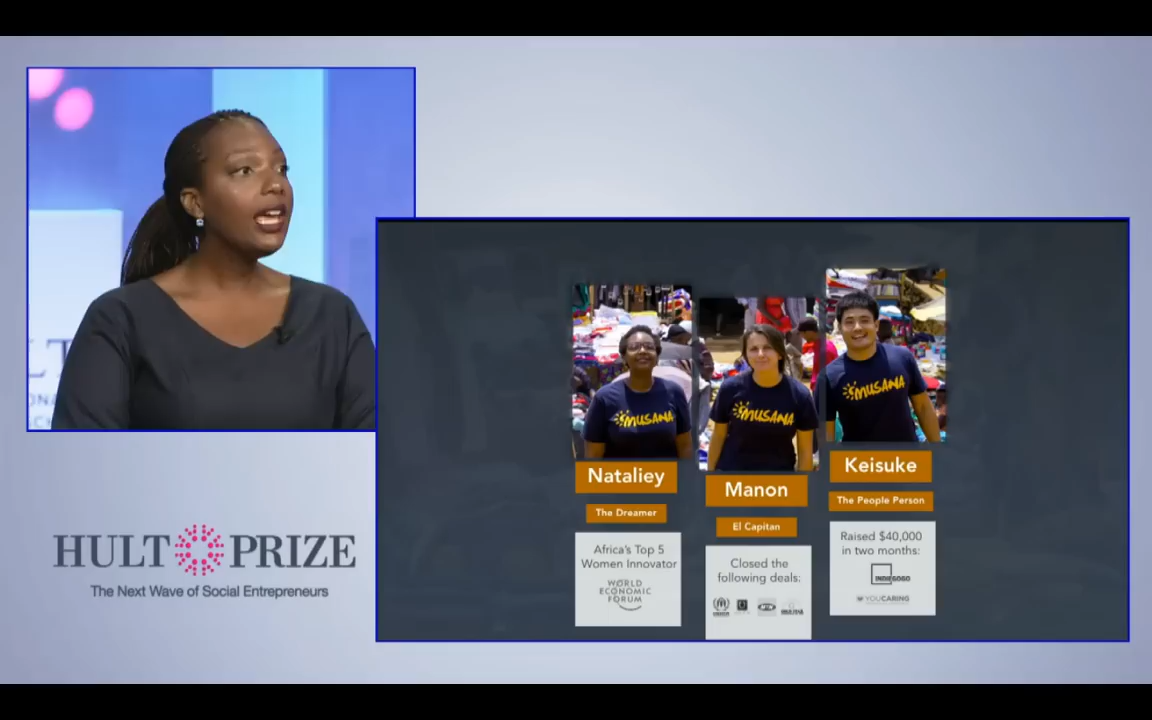 HULT PRIZE
The Next Wave of Social Entrepreneurs
MUSANA
MUSANA
MUSANA
Nataliey
The Dreamer
Africa's Top 5
Women Innovator
WORLD
ECONOMIC
FORUM
Manon
El Capitan
Closed the
following deals:
Keisuke
The People Person
Raised $40,000
in two months:
INDIEGOGO
YOUCARING